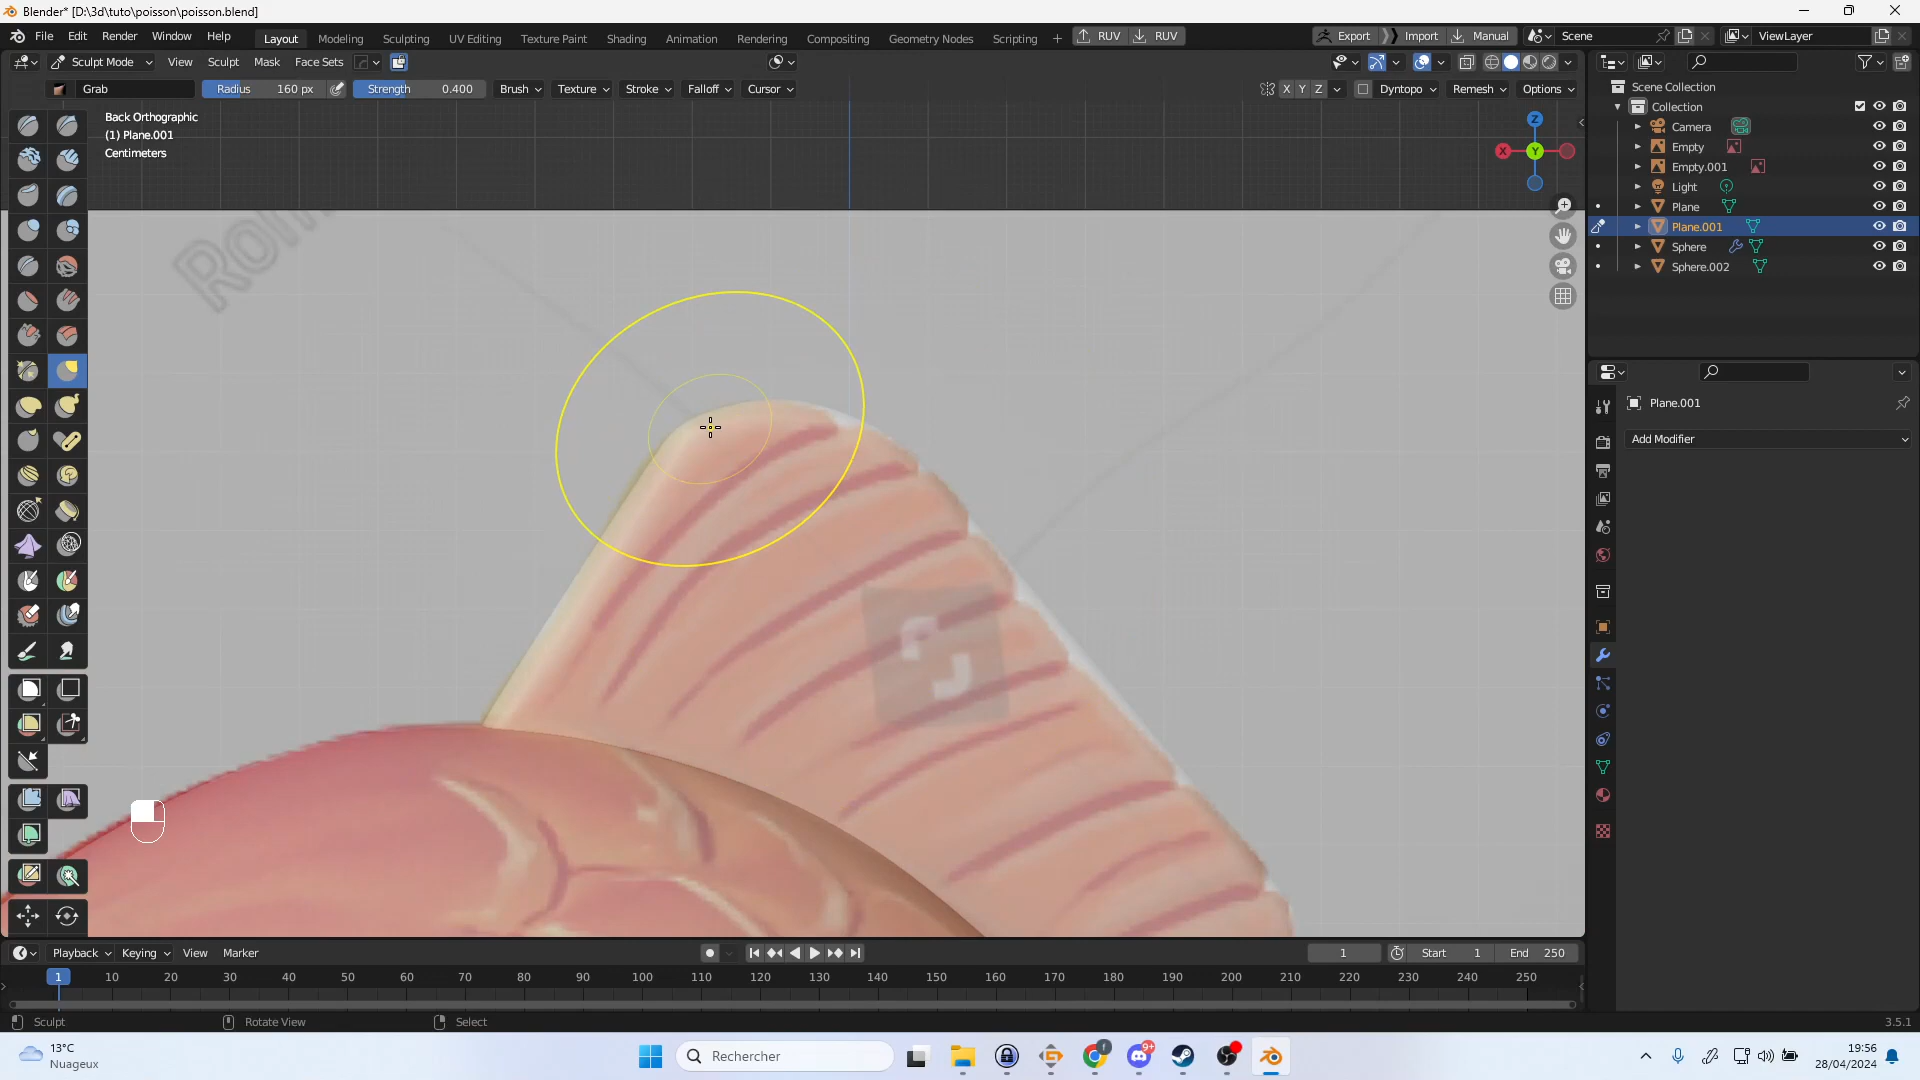 Blender* [D:\3d\tuto\poisson\poisson.blend]
File Edit Render Window Help Layout Modeling Sculpting UV Editing Texture Paint Shading Animation Rendering Compositing Geometry Nodes Scripting + RUV RUV Export Import Manual Scene ViewLayer
Sculpt Mode View Sculpt Mask Face Sets
Grab Radius 160 px Strength 0.400 Brush Texture Stroke Falloff Cursor X Y Z Dyntopo Remesh Options
Back Orthographic
(1) Plane.001
Centimeters
Z
X Y
Scene Collection
Collection
Camera
Empty
Empty.001
Light
Plane
Plane.001
Sphere
Sphere.002
Plane.001
Add Modifier
Playback Keying View Marker 1 Start 1 End 250
1 10 20 30 40 50 60 70 80 90 100 110 120 130 140 150 160 170 180 190 200 210 220 230 240 250
Sculpt Rotate View Select 3.5.1
13°C
Nuageux
Rechercher
9+
19:56
28/04/2024